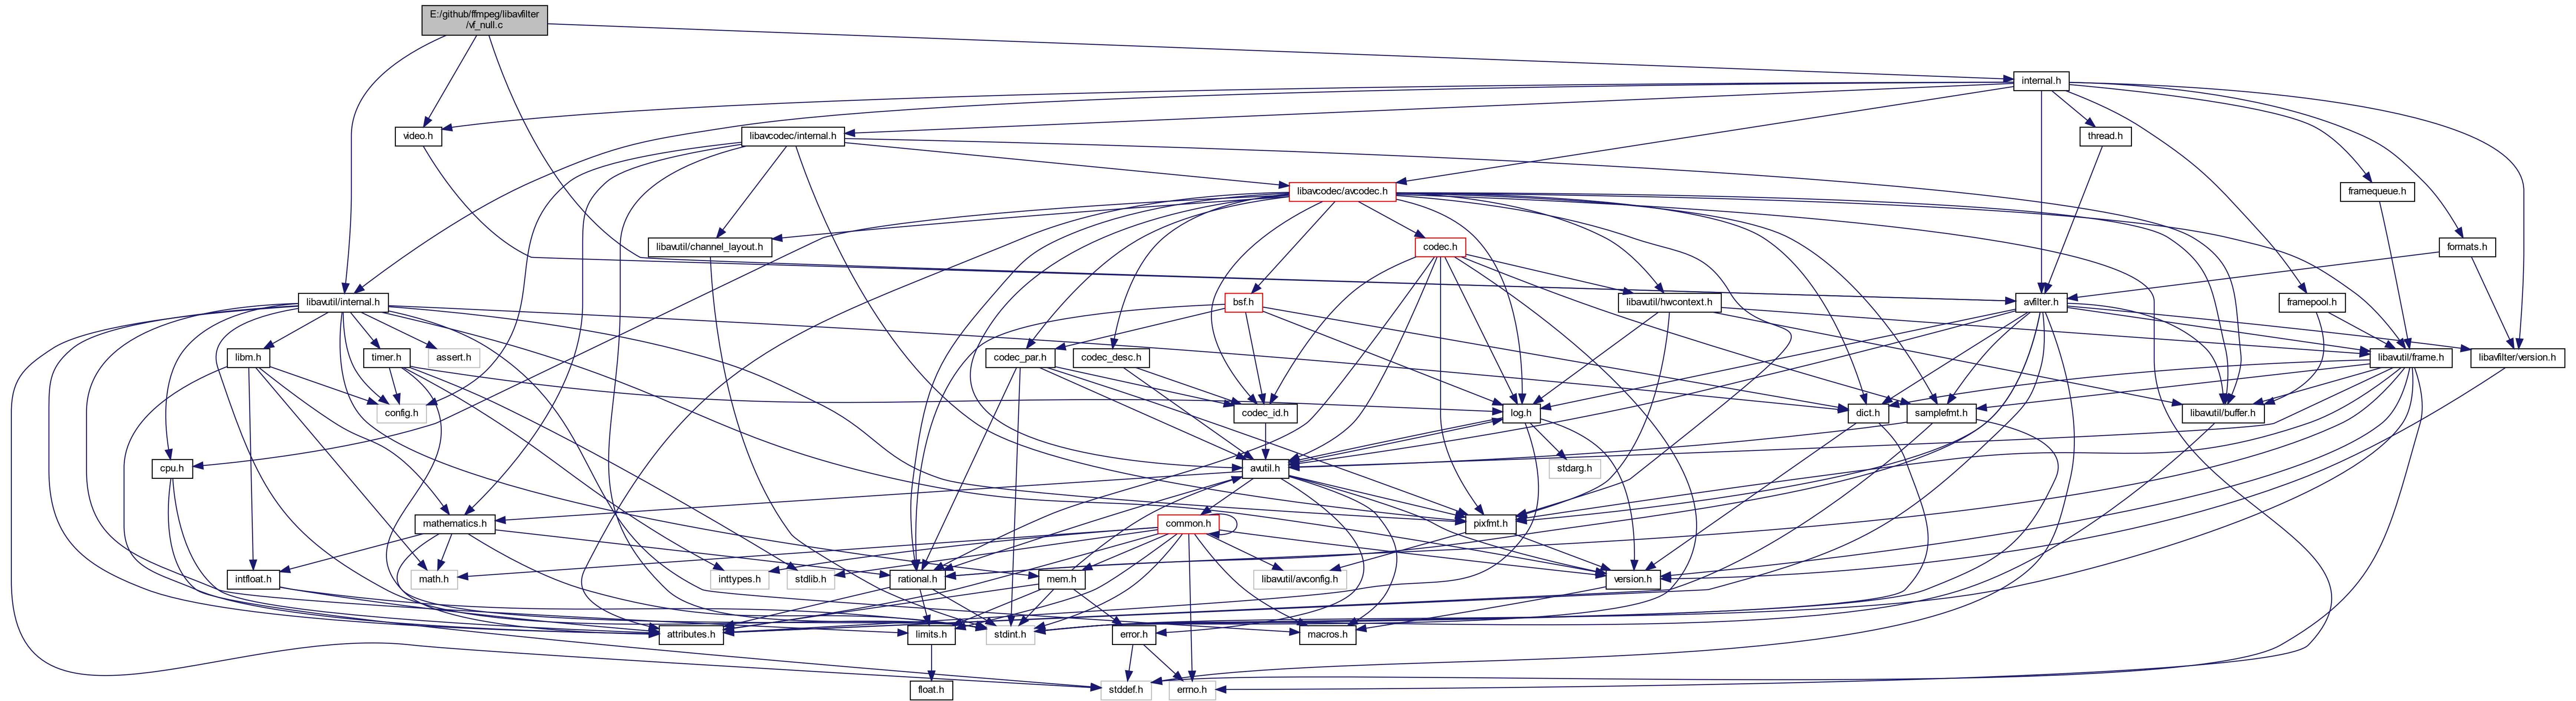 E:/github/ffmpeg/libavfilter
/vf_null.c
internal.h
video.h
libavcodec/internal.h
thread.h
libavcodec/avcodec.h
framequeue.h
libavutil/channel_layout.h
codec.h
formats.h
libavutil/internal.h
bsf.h
libavutil/hwcontext.h
avfilter.h
framepool.h
libm.h
timer.h
assert.h
codec_par.h
codec_desc.h
libavutil/frame.h
libavfilter/version.h
config.h
codec_id.h
log.h
dict.h
samplefmt.h
libavutil/buffer.h
cpu.h
avutil.h
stdarg.h
mathematics.h
common.h
pixfmt.h
intfloat.h
math.h
inttypes.h
stdlib.h
rational.h
mem.h
libavutil/avconfig.h
version.h
attributes.h
limits.h
stdint.h
error.h
macros.h
float.h
stddef.h
errno.h